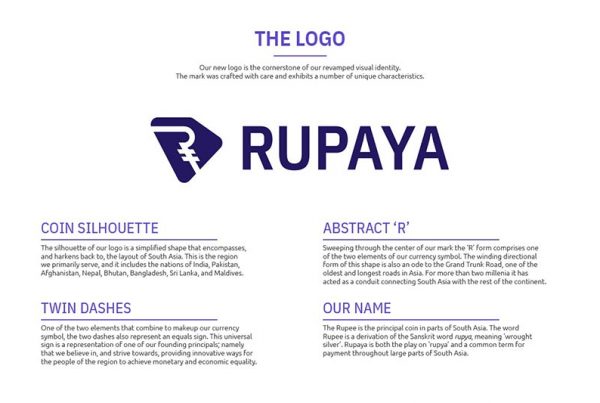 THE LOGO
Our new logo is the cornerstone of our revamped visual identity.
The mark was crafted with care and exhibits a number of unique characteristics.
RUPAYA
COIN SILHOUETTE
The silhouette of our logo is a simplified shape that encompasses,
and harkens back to, the layout of South Asia. This is the region
we primarily serve, and it includes the nations of India, Pakistan,
Afghanistan, Nepal, Bhutan, Bangladesh, Sri Lanka, and Maldives.
ABSTRACT ‘R’
Sweeping through the center of our mark the ‘R’ form comprises one
of the two elements of our currency symbol. The winding directional
form of this shape is also an ode to the Grand Trunk Road, one of the
oldest and longest roads in Asia. For more than two millenia it has
acted as a conduit connecting South Asia with the rest of the continent.
TWIN DASHES
One of the two elements that combine to makeup our currency
symbol, the two dashes also represent an equals sign. This universal
sign is a representation of one of our founding principals; namely
that we believe in, and strive towards, providing innovative ways for
the people of the region to achieve monetary and economic equality.
OUR NAME
The Rupee is the principal coin in parts of South Asia. The word
Rupee is a derivation of the Sanskrit word rupya, meaning ‘wrought
silver’. Rupaya is both the play on ‘rupya’ and a common term for
payment throughout large parts of South Asia.